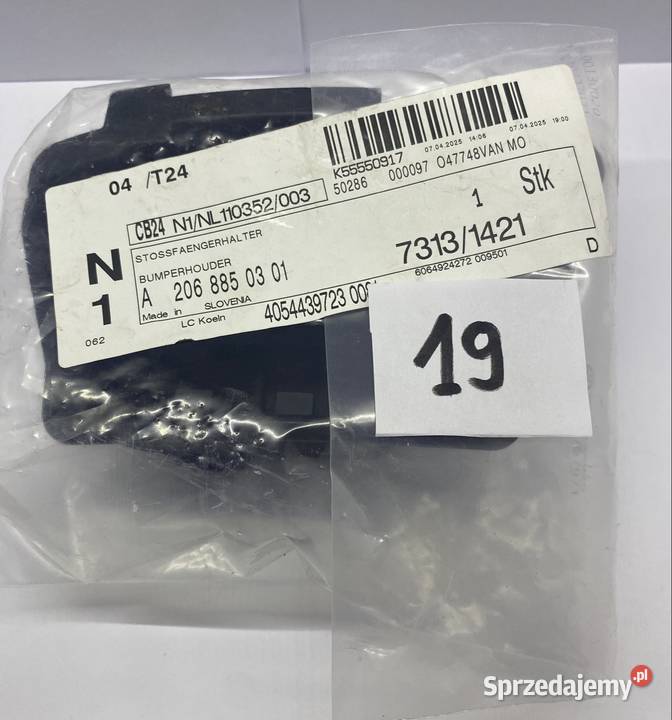 04 /T24
K55550917
07.04.2025 14:06
07.04.2025 19:00
CB24 N1/NL110352/003
50286 000097 O47748VAN MO
STOSSFAENGERHALTER
1 Stk
N
1
BUMPERHOUDER
7313/1421
A 206 885 03 01
6064924272 009501
D
Made in SLOVENIA
4054439723
LC Koeln
062
19
Sprzedajemy.pl